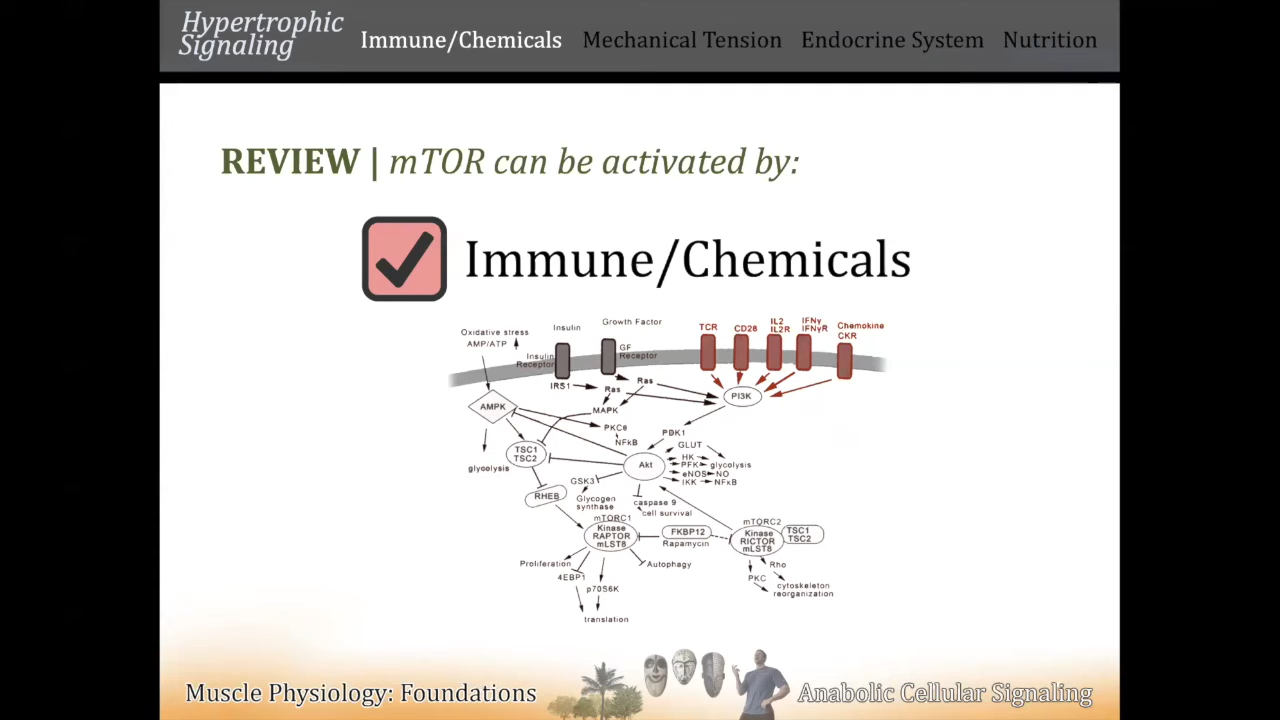 Hypertrophic
Signaling
Immune/Chemicals
Mechanical Tension
Endocrine System
Nutrition
REVIEW | mTOR can be activated by:
Immune/Chemicals
Oxidative stress
AMP/ATP
Insulin
Growth Factor
TCR
CD28
IL2
IL2R
IFNγ
IFNγR
Chemokine
CKR
Insulin
Receptor
GF
Receptor
IRS1
Ras
Ras
PI3K
AMPK
MAPK
PKCθ
NFkB
PDK1
TSC1
TSC2
glyoolysis
Akt
GLUT
HK
PFK
glycolysis
eNOS
NO
IKK
NFκB
GSK3
Glycogen
synthase
caspase 9
cell survival
RHEB
mTORC1
Kinase
RAPTOR
mLST8
FKBP12
Rapamycin
mTORC2
Kinase
RICTOR
mLST8
TSC1
TSC2
Proliferation
4EBP1
p70S6K
Autophagy
translation
Rho
PKC
cytoskeleton
reorganization
Muscle Physiology: Foundations
Anabolic Cellular Signaling